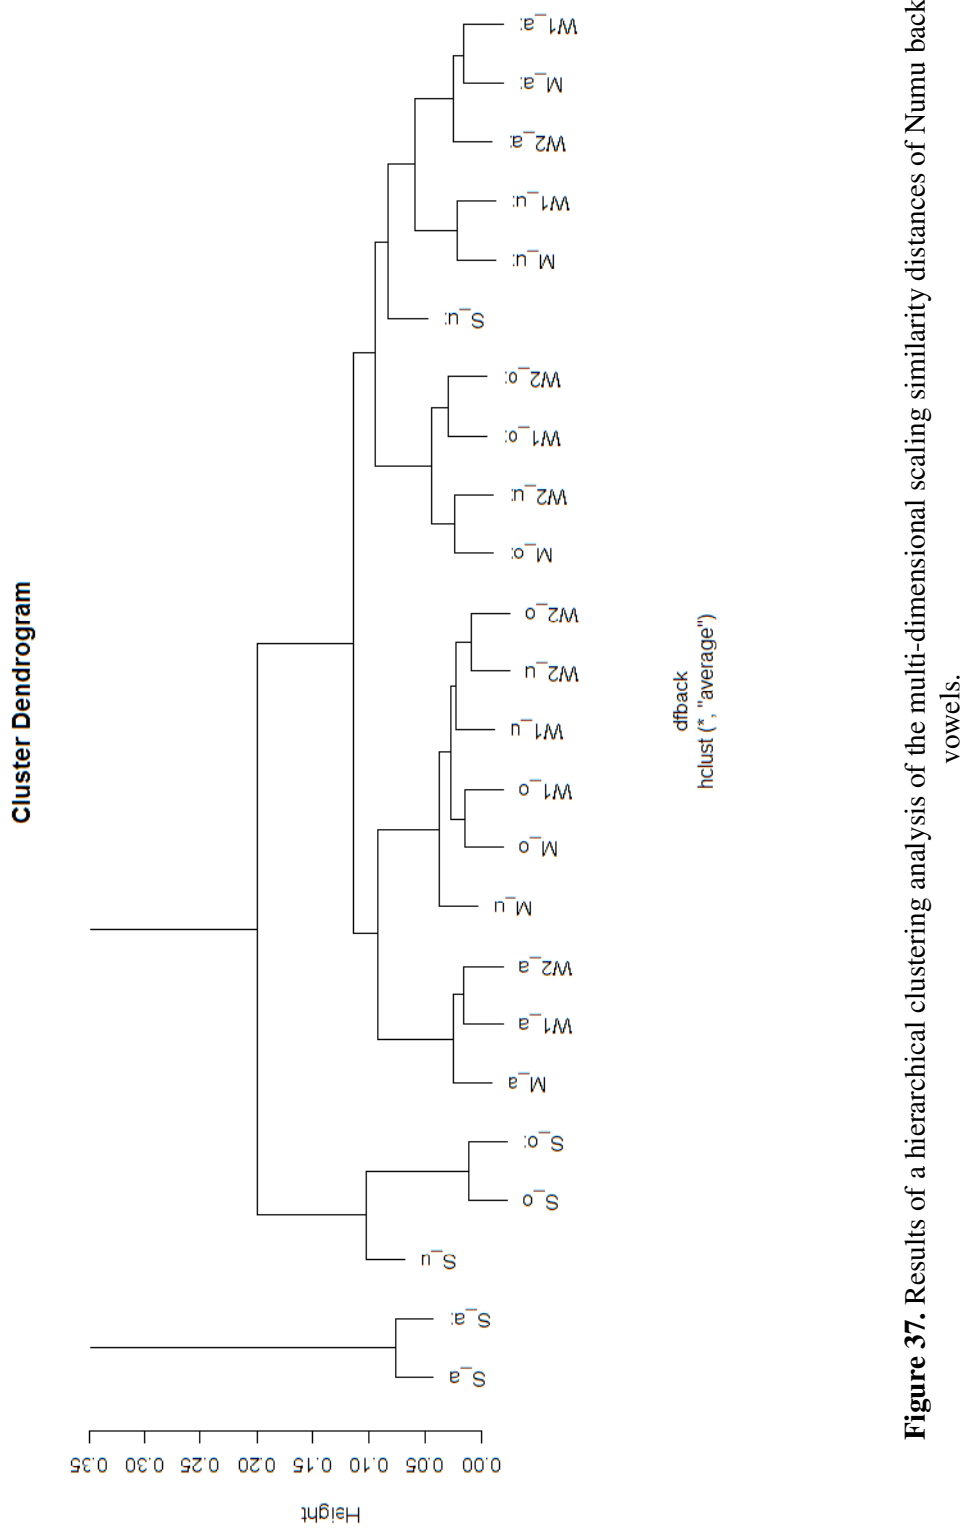 Cluster Dendrogram
Height
0.00
0.05
0.10
0.15
0.20
0.25
0.30
0.35
S_a
S_a:
S_u
S_o
S_o:
M_a
W1_a
W2_a
M_u
M_o
W1_o
W1_u
W2_u
W2_o
M_o:
W2_u:
W1_o:
W2_o:
S_u:
M_u:
W1_u:
W2_a:
M_a:
W1_a:
dfback
hclust (*, "average")
Figure 37. Results of a hierarchical clustering analysis of the multi-dimensional scaling similarity distances of Numu back
vowels.